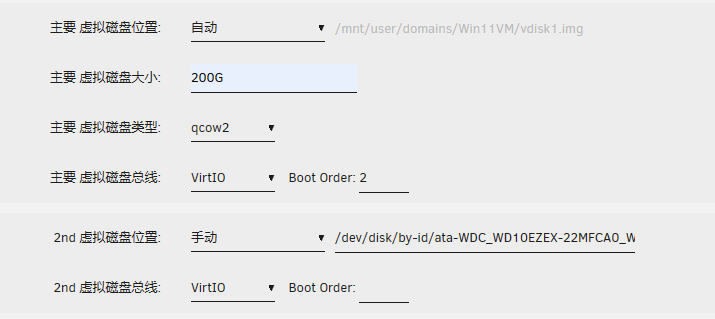 主要 虚拟磁盘位置: 自动 /mnt/user/domains/Win11VM/vdisk1.img
主要 虚拟磁盘大小: 200G
主要 虚拟磁盘类型: qcow2
主要 虚拟磁盘总线: VirtIO Boot Order: 2
2nd 虚拟磁盘位置: 手动 /dev/disk/by-id/ata-WDC_WD10EZEX-22MFCA0_W
2nd 虚拟磁盘总线: VirtIO Boot Order: